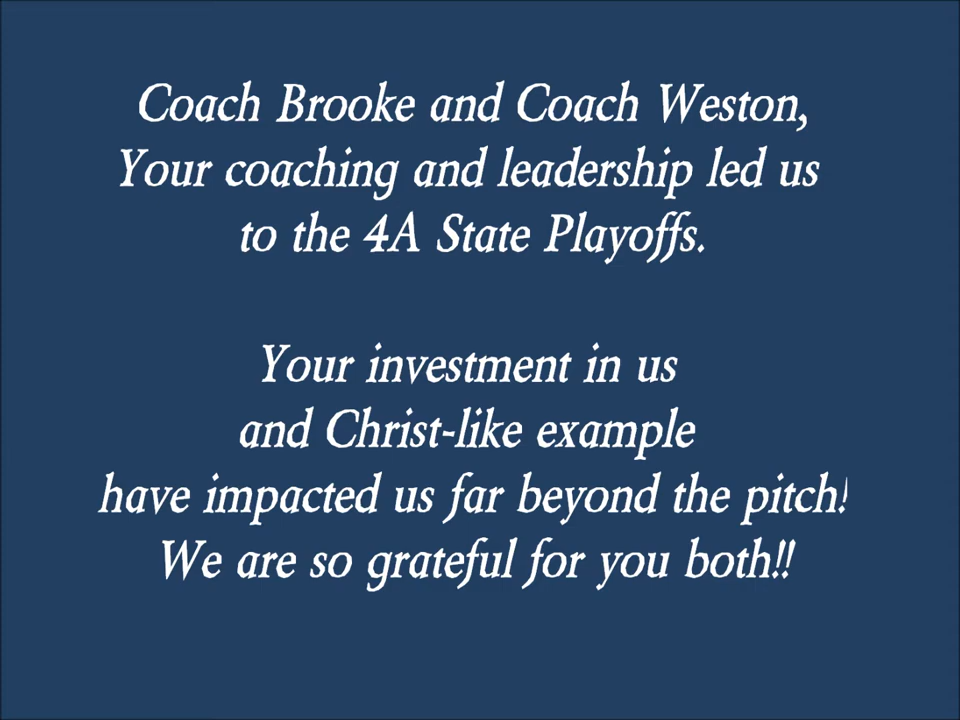 Coach Brooke and Coach Weston,
Your coaching and leadership led us
to the 4A State Playoffs.
Your investment in us
and Christ-like example
have impacted us far beyond the pitch!
We are so grateful for you both!!